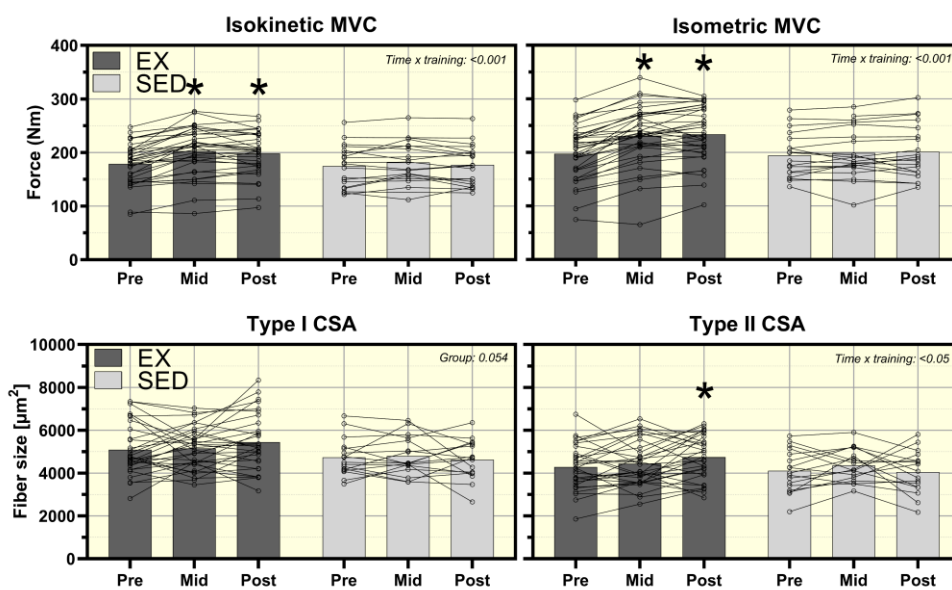 Isokinetic MVC
Isometric MVC
Force (Nm)
400
300
200
100
0
EX
SED
Time x training: <0.001
* *
Pre Mid Post Pre Mid Post
Time x training: <0.001
* *
Pre Mid Post Pre Mid Post
Type I CSA
Type II CSA
Fiber size [µm²]
10000
8000
6000
4000
2000
0
EX
SED
Group: 0.054
Pre Mid Post Pre Mid Post
Time x training: <0.05
*
Pre Mid Post Pre Mid Post